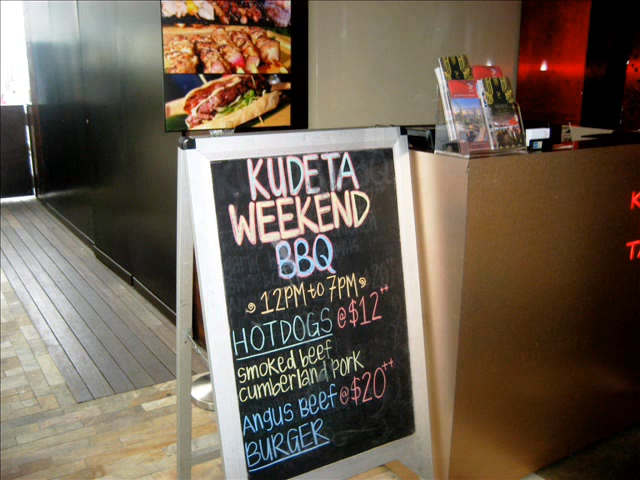 KUDETA
WEEKEND
BBQ
12PM to 7PM
HOTDOGS @$12++
smoked beef
cumberland pork
Angus Beef @$20++
BURGER